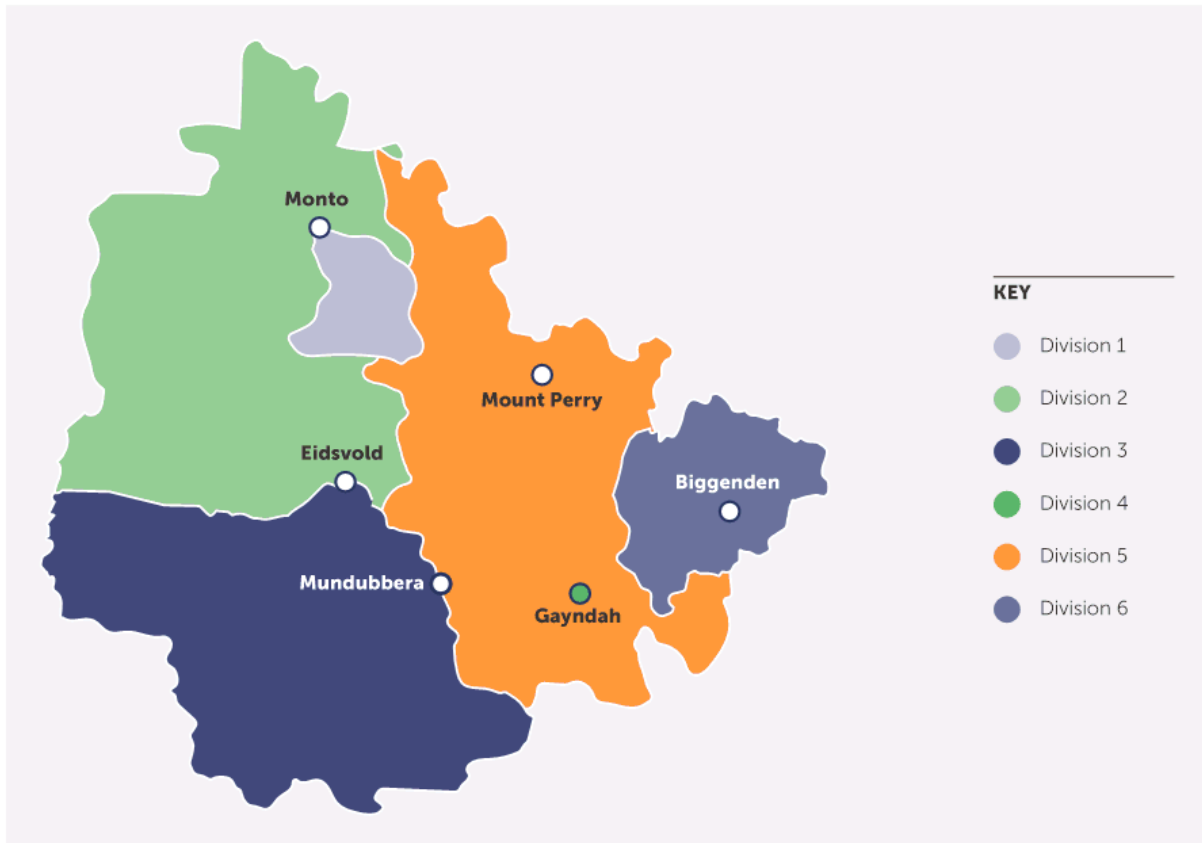 Monto
Mount Perry
Eidsvold
Biggenden
Mundubbera
Gayndah
KEY
Division 1
Division 2
Division 3
Division 4
Division 5
Division 6